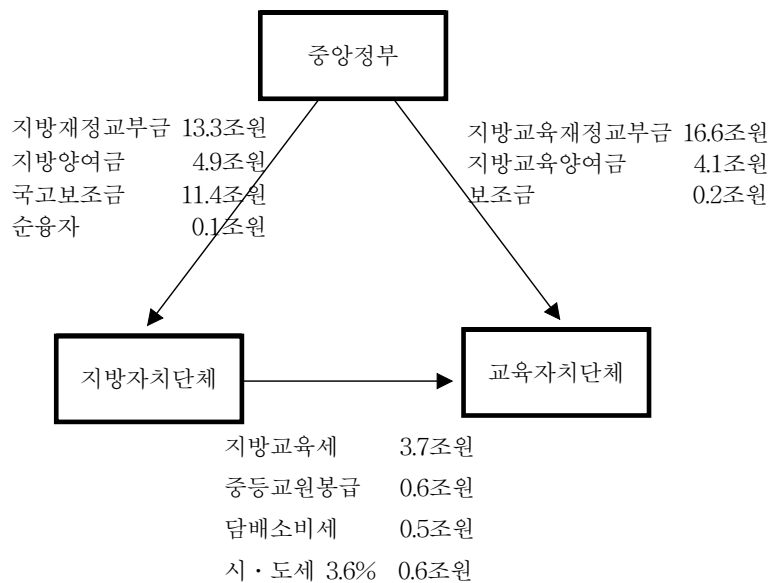 중앙정부
지방재정교부금 13.3조원
지방양여금 4.9조원
국고보조금 11.4조원
순융자 0.1조원
지방교육재정교부금 16.6조원
지방교육양여금 4.1조원
보조금 0.2조원
지방자치단체
교육자치단체
지방교육세 3.7조원
중등교원봉급 0.6조원
담배소비세 0.5조원
시·도세 3.6% 0.6조원